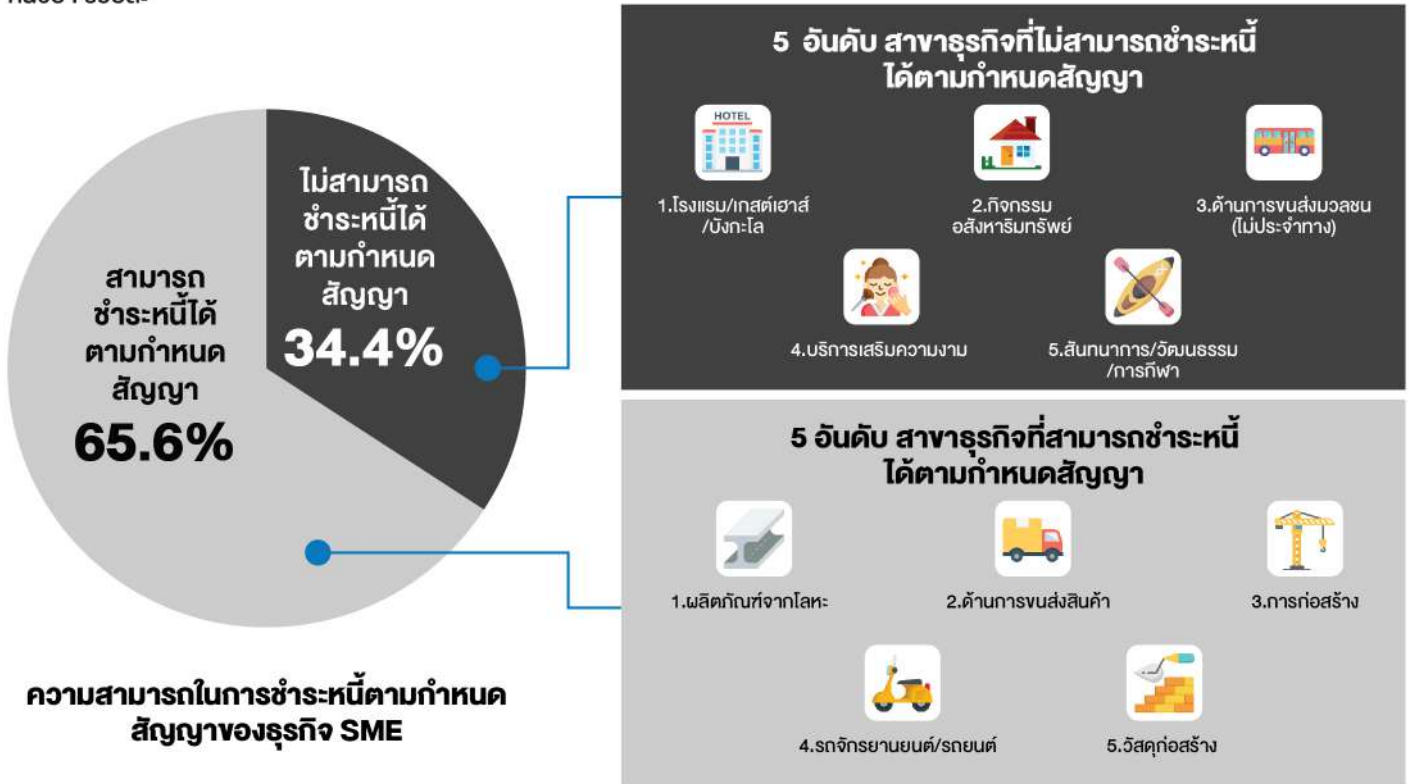 5 อันดับ สาขาธุรกิจที่ไม่สามารถชำระหนี้
ได้ตามกำหนดสัญญา
HOTEL
1.โรงแรม/เกสต์เฮาส์
/บังกะโล
2.กิจกรรม
อสังหาริมทรัพย์
3.ด้านการขนส่งมวลชน
(ไม่ประจำทาง)
4.บริการเสริมความงาม
5.สันทนาการ/วัฒนธรรม
/การกีฬา
ไม่สามารถ
ชำระหนี้ได้
ตามกำหนด
สัญญา
34.4%
สามารถ
ชำระหนี้ได้
ตามกำหนด
สัญญา
65.6%
5 อันดับ สาขาธุรกิจที่สามารถชำระหนี้
ได้ตามกำหนดสัญญา
1.ผลิตภัณฑ์จากโลหะ
2.ด้านการขนส่งสินค้า
3.การก่อสร้าง
4.รถจักรยานยนต์/รถยนต์
5.วัสดุก่อสร้าง
ความสามารถในการชำระหนี้ตามกำหนด
สัญญาของธุรกิจ SME